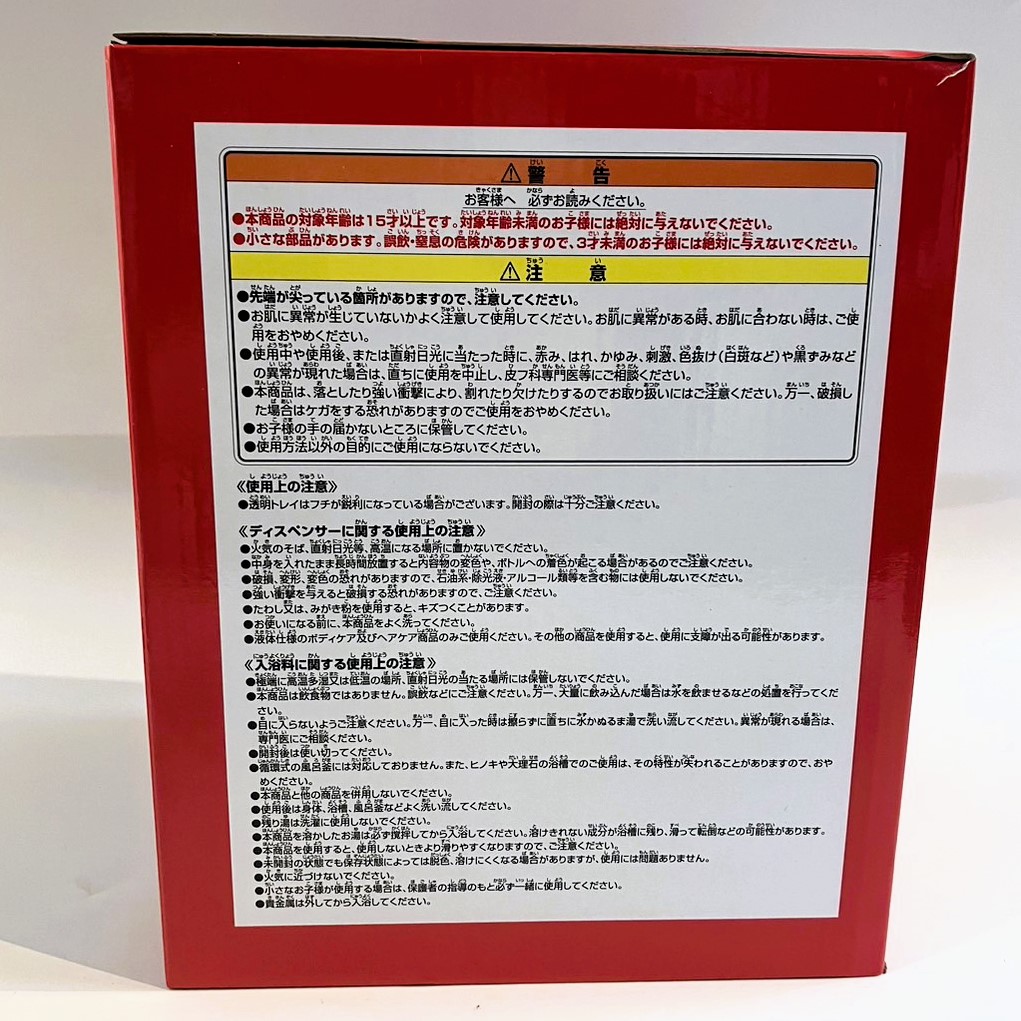 ⚠警告
お客様へ 必ずお読みください。
●本商品の対象年齢は15才以上です。対象年齢未満のお子様には絶対に与えないでください。
●小さな部品があります。誤飲・窒息の危険がありますので、3才未満のお子様には絶対に与えないでください。
⚠注意
●先端が尖っている箇所がありますので、注意してください。
●お肌に異常が生じていないかよく注意して使用してください。お肌に異常がある時、お肌に合わない時は、ご使
用をおやめください。
●使用中や使用後、または直射日光に当たった時に、赤み、はれ、かゆみ、刺激、色抜け(白斑など)や黒ずみなど
の異常が現れた場合は、直ちに使用を中止し、皮フ科専門医等にご相談ください。
●本商品は、落としたり強い衝撃により、割れたり欠けたりするのでお取り扱いにはご注意ください。万一、破損し
た場合はケガをする恐れがありますのでご使用をおやめください。
●お子様の手の届かないところに保管してください。
●使用方法以外の目的にご使用にならないでください。
《使用上の注意》
●透明トレイはフチが鋭利になっている場合がございます。開封の際は十分ご注意ください。
《ディスペンサーに関する使用上の注意》
●火気のそば、直射日光等、高温になる場所に置かないでください。
●中身を入れたまま長時間放置すると内容物の変色や、ボトルへの着色が起こる場合があるのでご注意ください。
●破損、変形、変色の恐れがありますので、石油系・除光液・アルコール類等を含む物には使用しないでください。
●強い衝撃を与えると破損する恐れがありますので、ご注意ください。
●たわし又は、みがき粉を使用すると、キズつくことがあります。
●お使いになる前に、本商品をよく洗ってください。
●液体仕様のボディケア及びヘアケア商品のみご使用ください。その他の商品を使用すると、使用に支障が出る可能性があります。
《入浴料に関する使用上の注意》
●極端に高温多湿又は低温の場所、直射日光の当たる場所には保管しないでください。
●本商品は飲食物ではありません。誤飲などにご注意ください。万一、大量に飲み込んだ場合は水を飲ませるなどの処置を行ってくだ
さい。
●目に入らないようご注意ください。万一、目に入った時は擦らずに直ちに水かぬるま湯で洗い流してください。異常が現れる場合は、
専門医にご相談ください。
●開封後は使い切ってください。
●循環式の風呂釜には対応しておりません。また、ヒノキや大理石の浴槽でのご使用は、その特性が失われることがありますので、おや
めください。
●本商品と他の商品を併用しないでください。
●使用後は身体、浴槽、風呂釜などよく洗い流してください。
●残り湯は洗濯に使用しないでください。
●本商品を溶かしたお湯は必ず撹拌してから入浴してください。溶けきれない成分が浴槽に残り、滑って転倒などの可能性があります。
●本商品を使用すると、使用しないときより滑りやすくなりますので、ご注意ください。
●未開封の状態でも保存状態によっては脱色、溶けにくくなる場合がありますが、使用には問題ありません。
●火気に近づけないでください。
●小さなお子様が使用する場合は、保護者の指導のもと必ず一緒に使用してください。
●貴金属は外してから入浴してください。